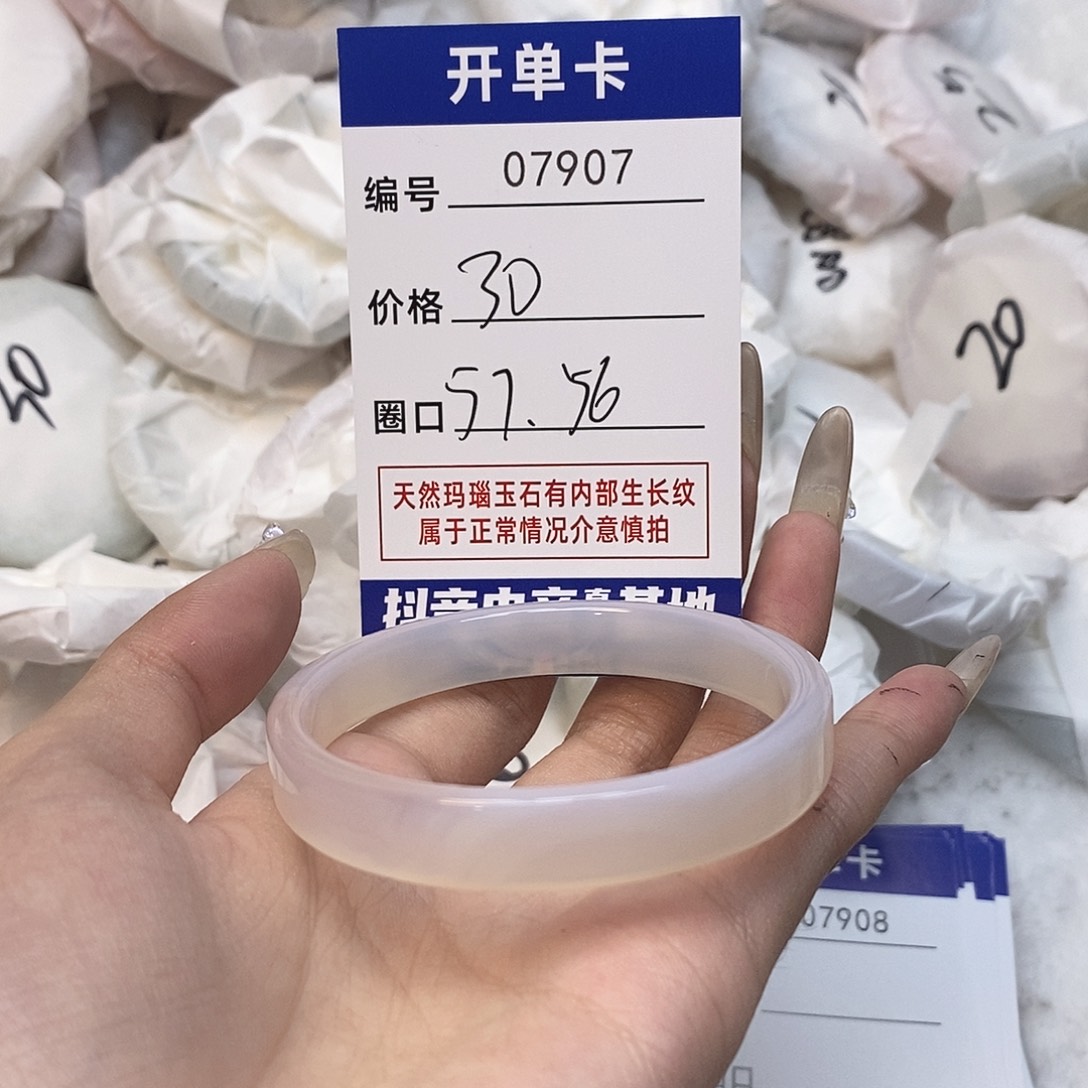 开单卡
编号 07907
价格 30
圈口 57.56
天然玛瑙玉石有内部生长纹
属于正常情况介意慎拍
20
卡
07908